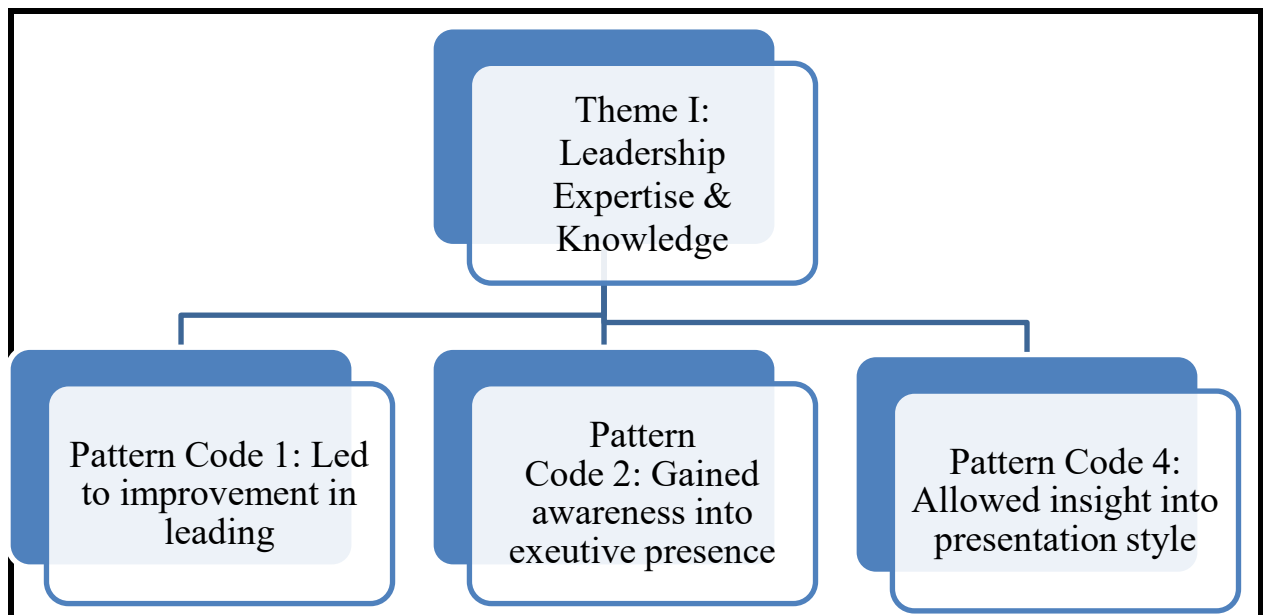 Theme I:
Leadership
Expertise &
Knowledge
Pattern Code 1: Led
to improvement in
leading
Pattern
Code 2: Gained
awareness into
exeutive presence
Pattern Code 4:
Allowed insight into
presentation style